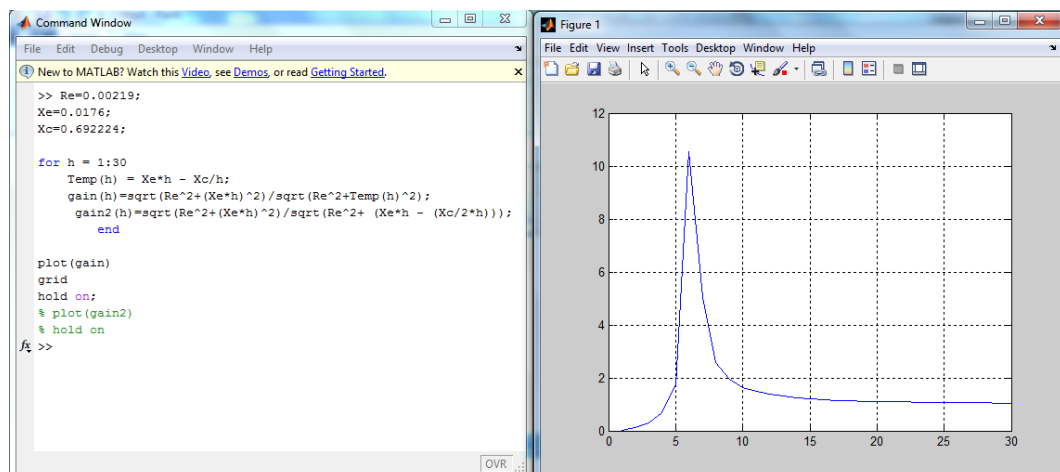 Command Window
File Edit Debug Desktop Window Help
New to MATLAB? Watch this Video, see Demos, or read Getting Started.
>> Re=0.00219;
Xe=0.0176;
Xc=0.692224;
for h = 1:30
Temp(h) = Xe*h - Xc/h;
gain(h)=sqrt(Re^2+(Xe*h)^2)/sqrt(Re^2+Temp(h)^2);
gain2(h)=sqrt(Re^2+(Xe*h)^2)/sqrt(Re^2+ (Xe*h - (Xc/2*h)));
end
plot(gain)
grid
hold on;
% plot(gain2)
% hold on
fx >>
OVR
Figure 1
File Edit View Insert Tools Desktop Window Help
12
10
8
6
4
2
0
0 5 10 15 20 25 30